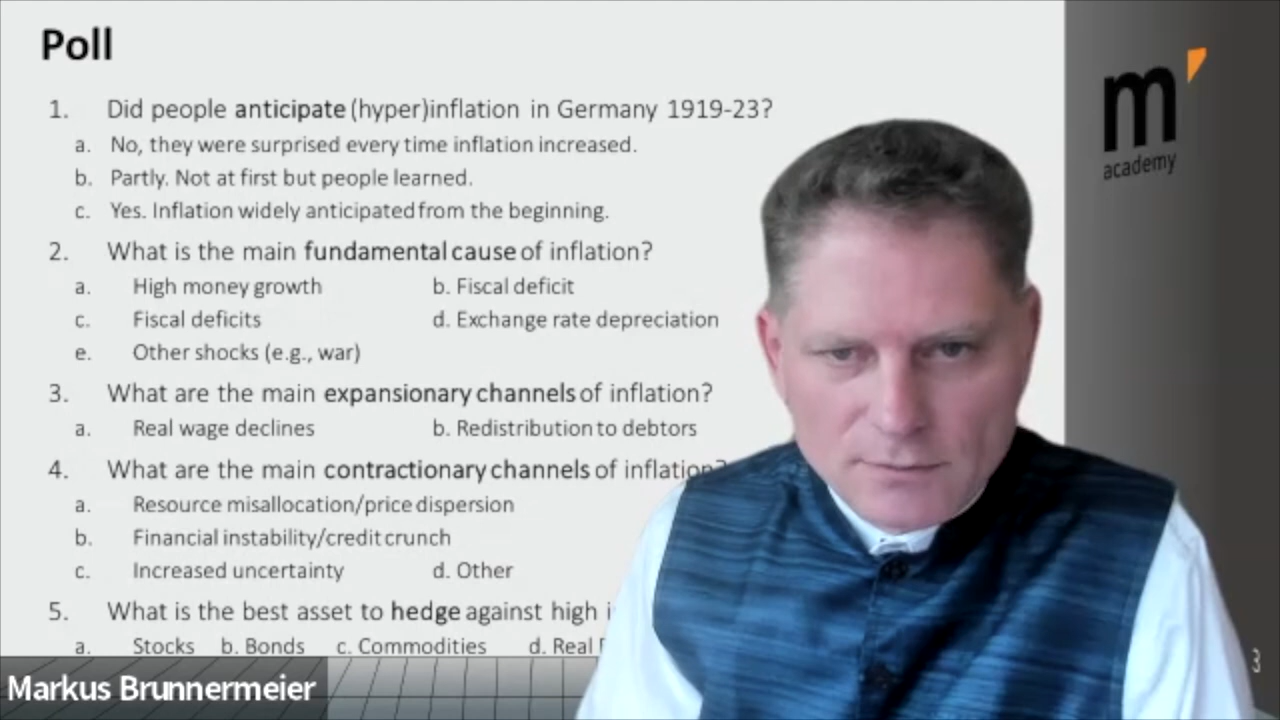 Poll
1. Did people anticipate (hyper)inflation in Germany 1919-23?
a. No, they were surprised every time inflation increased.
b. Partly. Not at first but people learned.
c. Yes. Inflation widely anticipated from the beginning.
2. What is the main fundamental cause of inflation?
a. High money growth b. Fiscal deficit
c. Fiscal deficits d. Exchange rate depreciation
e. Other shocks (e.g., war)
3. What are the main expansionary channels of inflation?
a. Real wage declines b. Redistribution to debtors
4. What are the main contractionary channels of inflation?
a. Resource misallocation/price dispersion
b. Financial instability/credit crunch
c. Increased uncertainty d. Other
5. What is the best asset to hedge against high
a. Stocks b. Bonds c. Commodities d. Real
Markus Brunnermeier
m'
academy
3